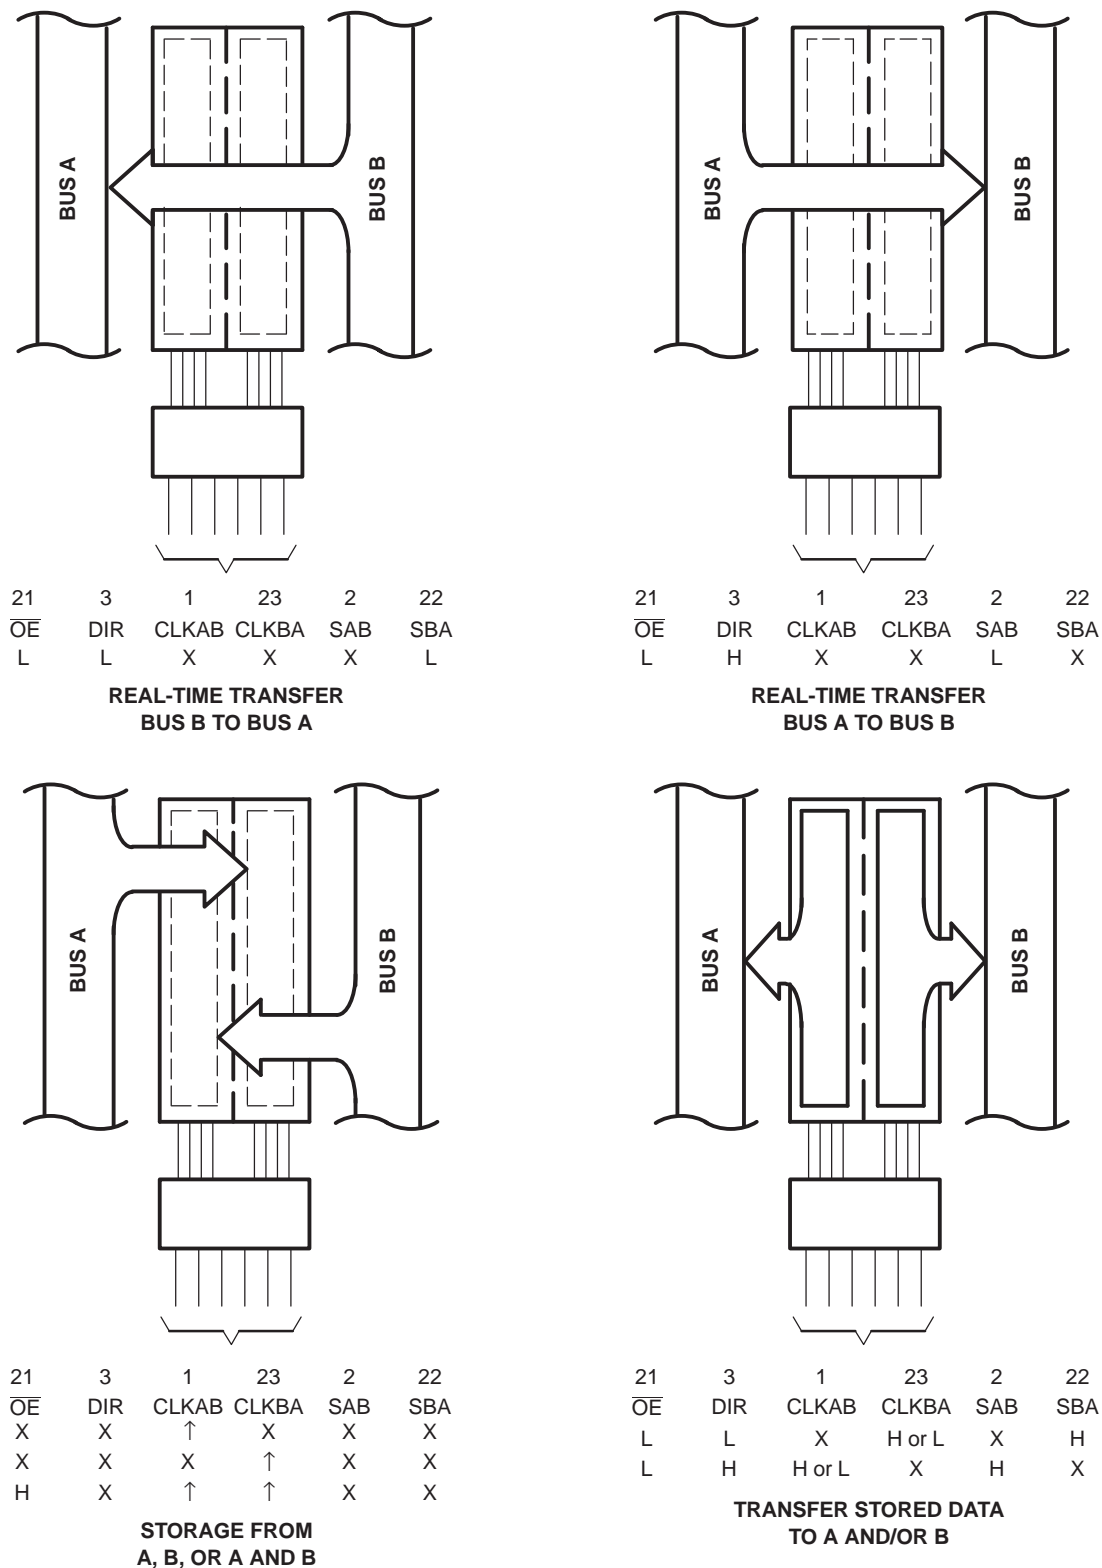 BUS A
BUS B
21 3 1 23 2 22
OE DIR CLKAB CLKBA SAB SBA
L L X X X L
REAL-TIME TRANSFER
BUS B TO BUS A
BUS A
BUS B
21 3 1 23 2 22
OE DIR CLKAB CLKBA SAB SBA
L H X X L X
REAL-TIME TRANSFER
BUS A TO BUS B
BUS A
BUS B
21 3 1 23 2 22
OE DIR CLKAB CLKBA SAB SBA
X X ↑ X X X
X X X ↑ X X
H X ↑ ↑ X X
STORAGE FROM
A, B, OR A AND B
BUS A
BUS B
21 3 1 23 2 22
OE DIR CLKAB CLKBA SAB SBA
L L X H or L X H
L H H or L X H X
TRANSFER STORED DATA
TO A AND/OR B